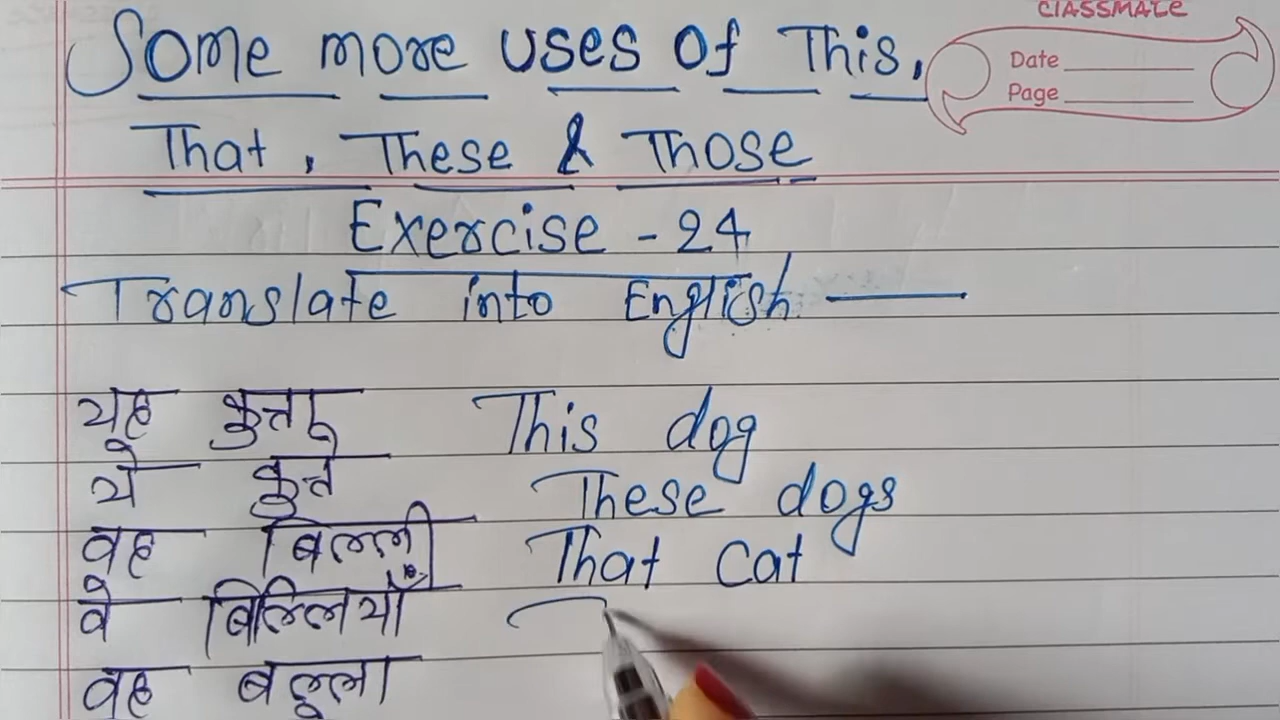 CLASSMATE
Date
Page
Some more uses of This,
That, These & Those
Exercise - 24
Translate into English
यह कुत्ता This dog
ये कुत्ते These dogs
वह बिल्ली That Cat
वे बिल्लियाँ
वह बल्ला